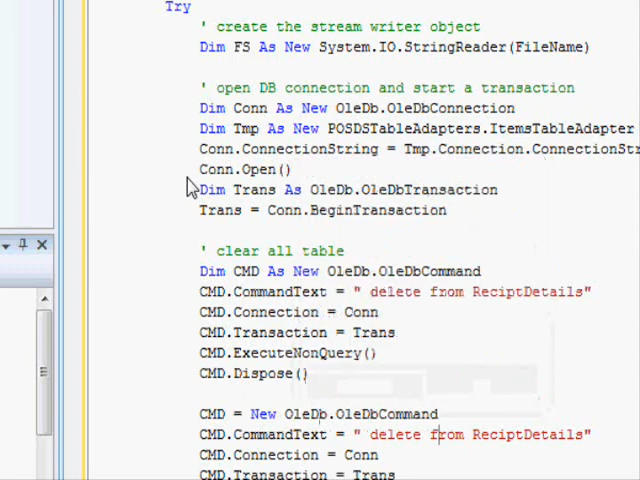 Try
' create the stream writer object
Dim FS As New System.IO.StringReader(FileName)
' open DB connection and start a transaction
Dim Conn As New OleDb.OleDbConnection
Dim Tmp As New POSDSTableAdapters.ItemsTableAdapter
Conn.ConnectionString = Tmp.Connection.ConnectionStr
Conn.Open()
Dim Trans As OleDb.OleDbTransaction
Trans = Conn.BeginTransaction
' clear all table
Dim CMD As New OleDb.OleDbCommand
CMD.CommandText = " delete from ReciptDetails"
CMD.Connection = Conn
CMD.Transaction = Trans
CMD.ExecuteNonQuery()
CMD.Dispose()
CMD = New OleDb.OleDbCommand
CMD.CommandText = " delete from ReciptDetails"
CMD.Connection = Conn
CMD.Transaction = Trans